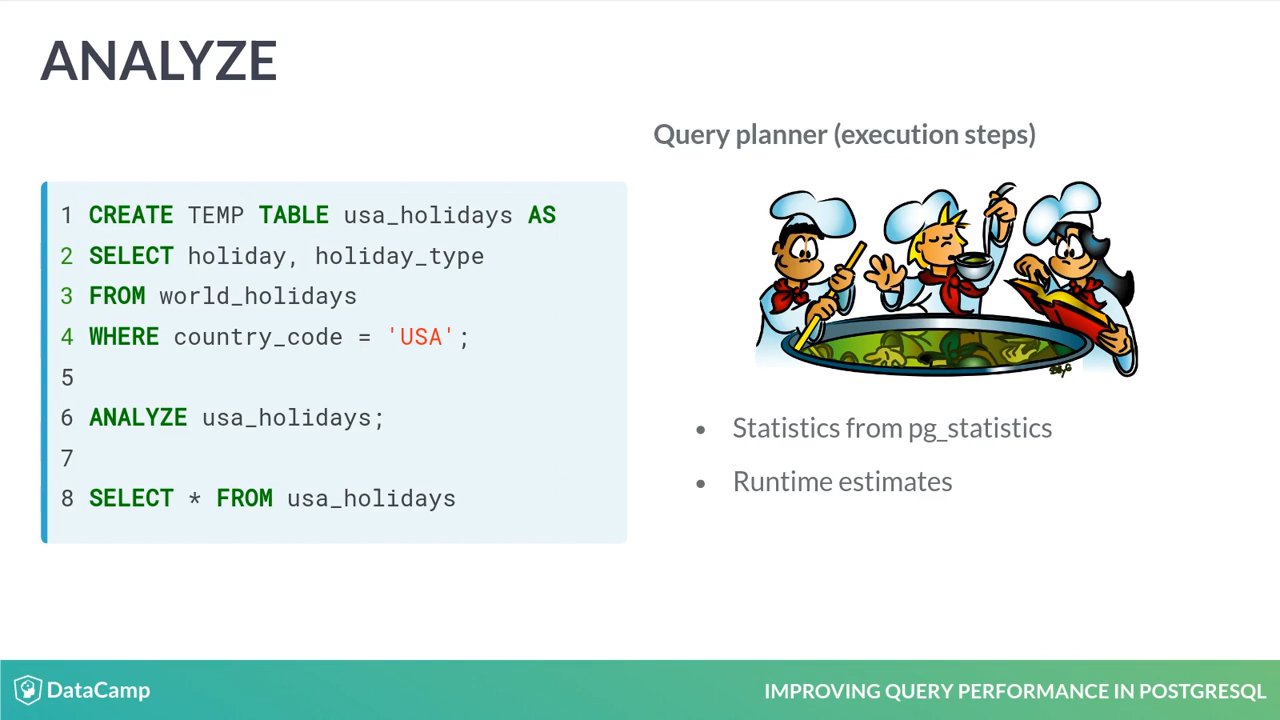 ANALYZE
Query planner (execution steps)
1 CREATE TEMP TABLE usa_holidays AS
2 SELECT holiday, holiday_type
3 FROM world_holidays
4 WHERE country_code = 'USA';
5
6 ANALYZE usa_holidays;
7
8 SELECT * FROM usa_holidays
• Statistics from pg_statistics
• Runtime estimates
DataCamp
IMPROVING QUERY PERFORMANCE IN POSTGRESQL